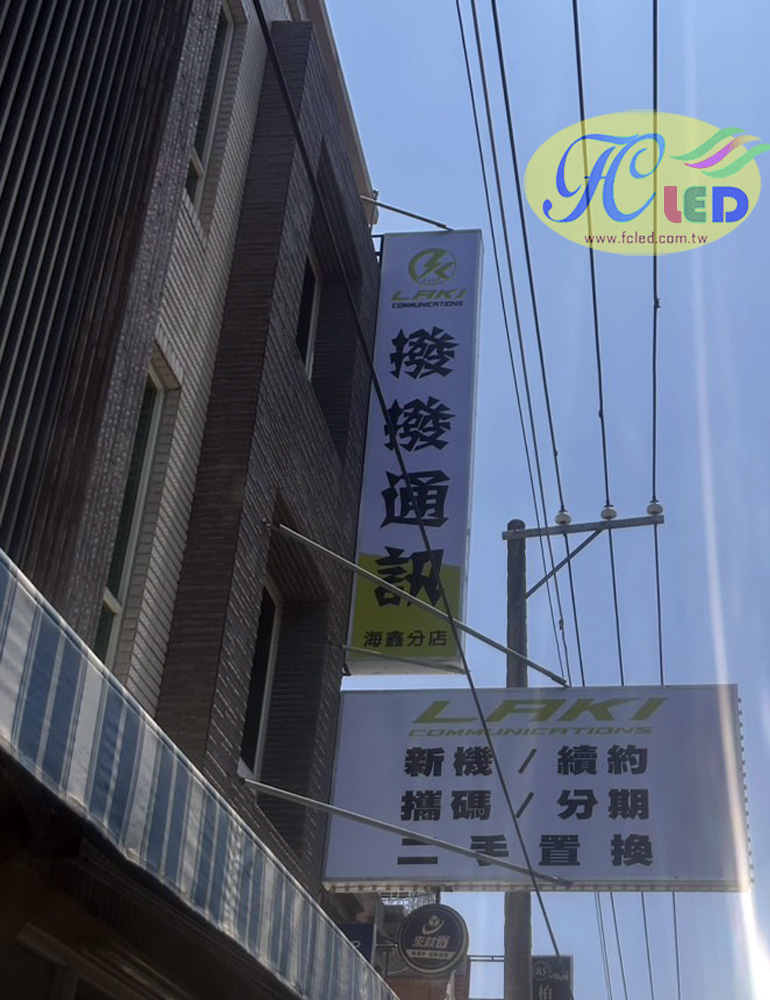 FC LED
www.fcled.com.tw
LAKI
COMMUNICATIONS
撥撥通訊
海鑫分店
LAKI
COMMUNICATIONS
新機/續約
攜碼/分期
二手置換